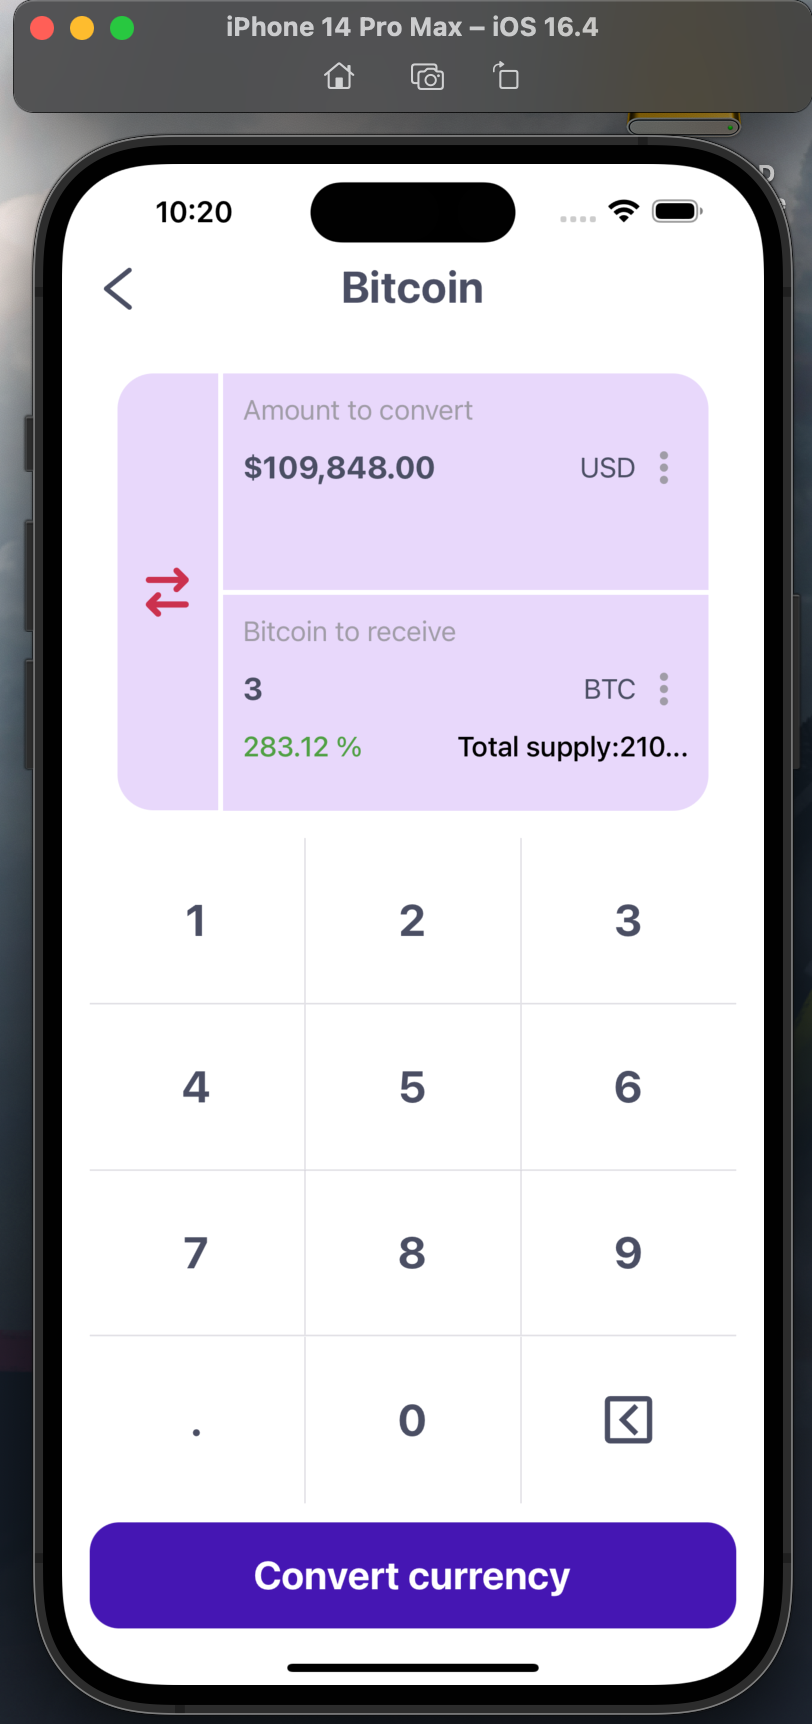 iPhone 14 Pro Max – iOS 16.4
10:20
Bitcoin
Amount to convert
$109,848.00 USD
Bitcoin to receive
3 BTC
283.12 % Total supply:210...
1 2 3
4 5 6
7 8 9
. 0
Convert currency